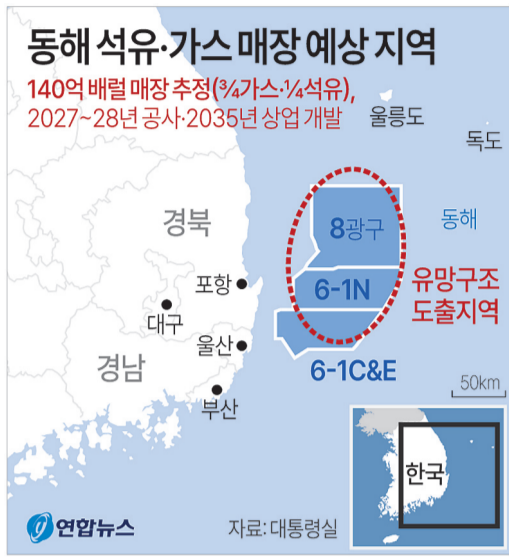 동해 석유·가스 매장 예상 지역
140억 배럴 매장 추정(¾가스·¼석유),
2027~28년 공사·2035년 상업 개발
울릉도
독도
경북
8광구
동해
포항
6-1N
유망구조
도출지역
대구
울산
경남
6-1C&E
부산
50km
한국
연합뉴스
자료: 대통령실